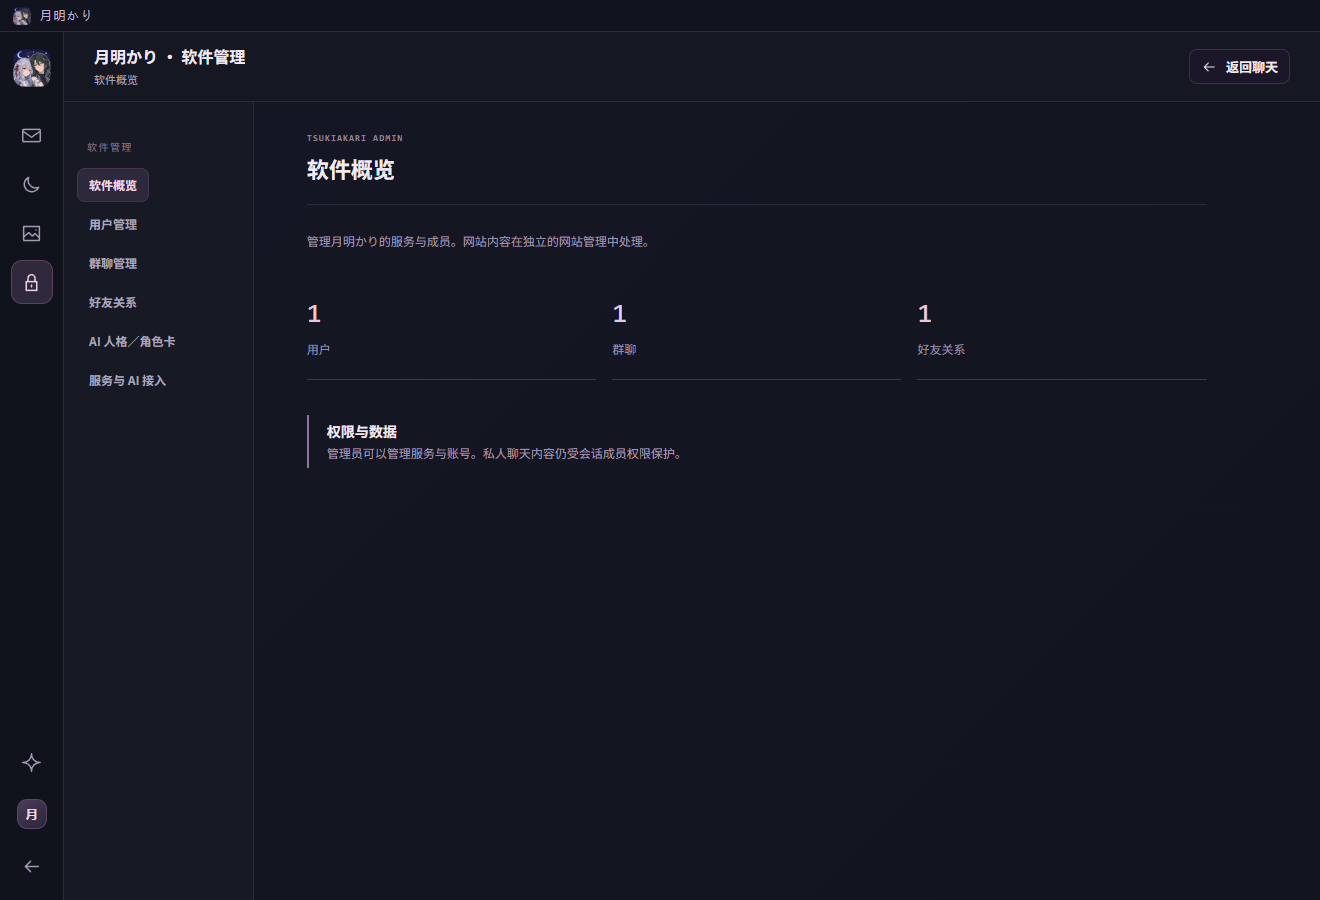 月明かり
月明かり · 软件管理
软件概览
返回聊天
软件管理
软件概览
用户管理
群聊管理
好友关系
AI 人格／角色卡
服务与 AI 接入
TSUKIAKARI ADMIN
软件概览
管理月明かり的服务与成员。网站内容在独立的网站管理中处理。
1
用户
1
群聊
1
好友关系
权限与数据
管理员可以管理服务与账号。私人聊天内容仍受会话成员权限保护。
月